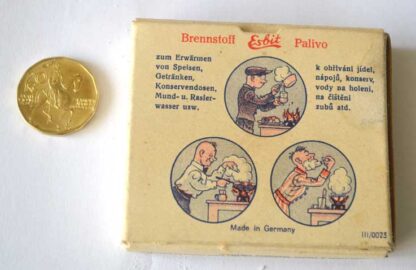 Brennstoff Esbit Palivo
zum Erwärmen
von Speisen,
Getränken,
Konservendosen,
Mund- u. Rasier-
wasser usw.
k ohřívání jídel,
nápojů, konserv,
vody na holení,
na čištění
zubů atd.
Made in Germany
III/0023